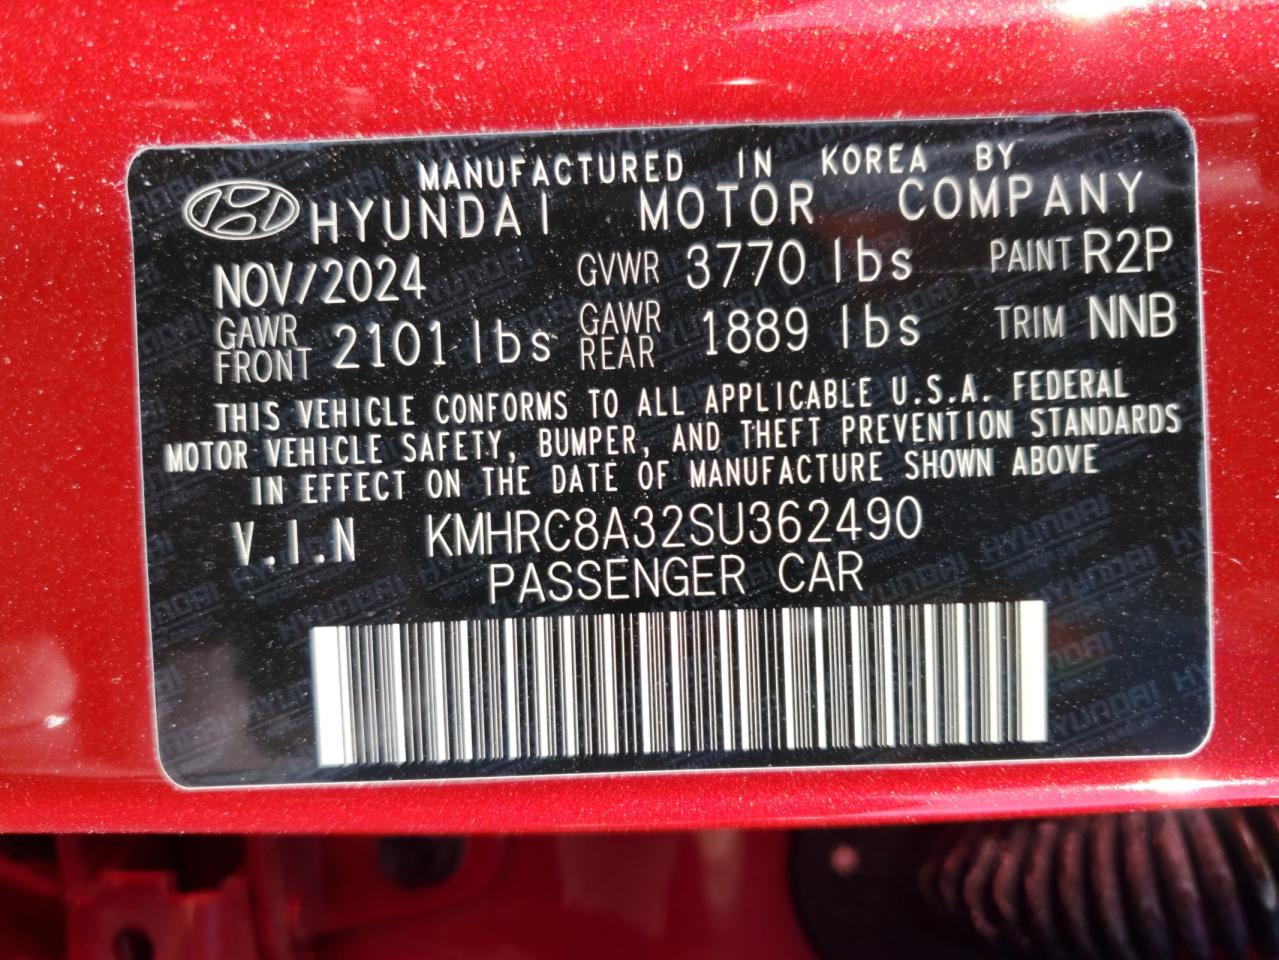 MANUFACTURED IN KOREA BY
HYUNDAI MOTOR COMPANY
NOV/2024 GVWR 3770 lbs PAINT R2P
GAWR FRONT 2101 lbs GAWR REAR 1889 lbs TRIM NNB
THIS VEHICLE CONFORMS TO ALL APPLICABLE U.S.A. FEDERAL
MOTOR VEHICLE SAFETY, BUMPER, AND THEFT PREVENTION STANDARDS
IN EFFECT ON THE DATE OF MANUFACTURE SHOWN ABOVE
V.I.N KMHRC8A32SU362490
PASSENGER CAR